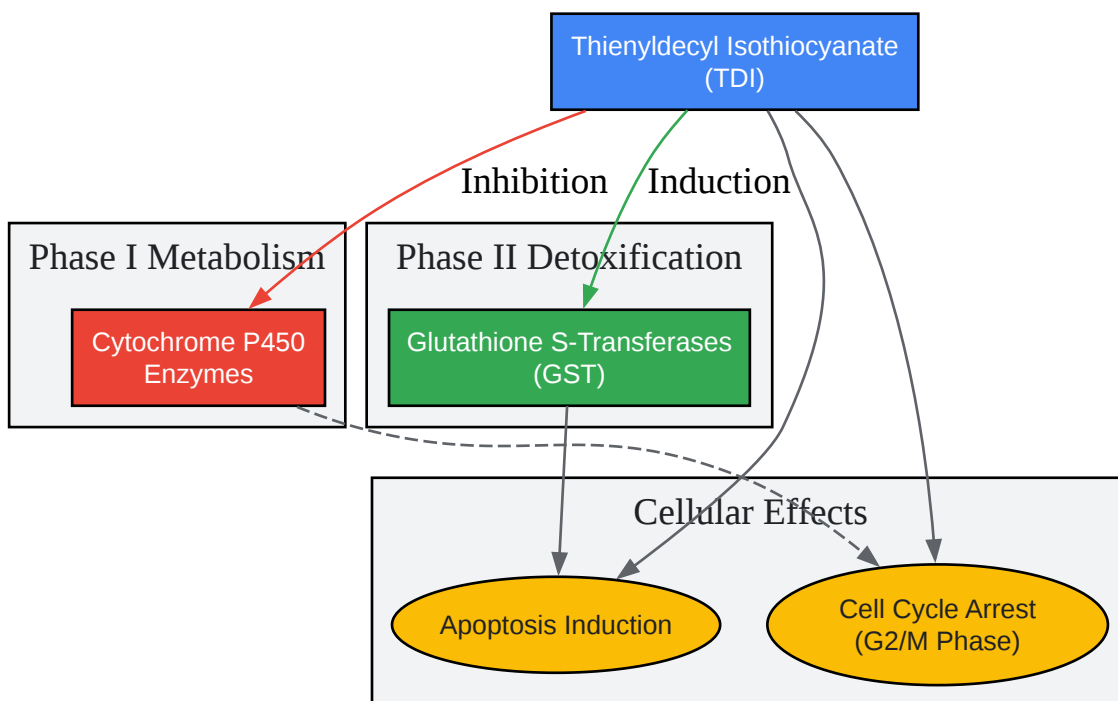 Thienyldecyl Isothiocyanate
(TDI)
Inhibition
Induction
Phase I Metabolism
Phase II Detoxification
Cytochrome P450
Enzymes
Glutathione S-Transferases
(GST)
Cellular Effects
Apoptosis Induction
Cell Cycle Arrest
(G2/M Phase)